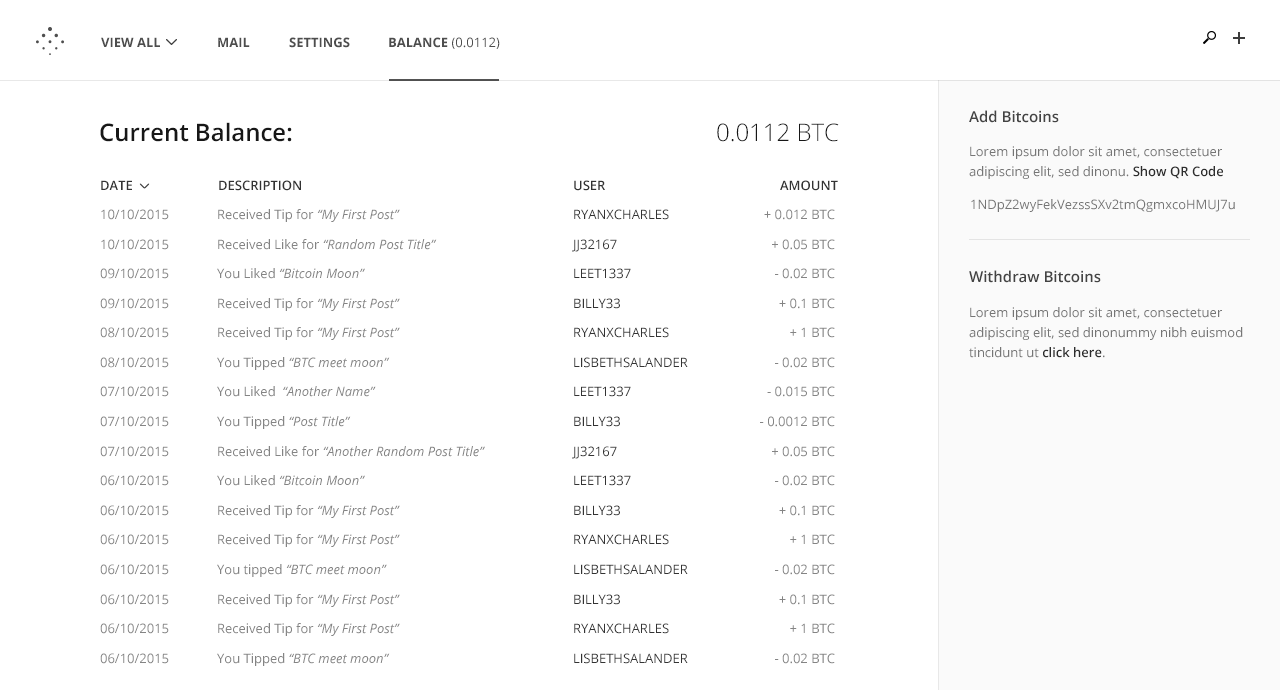 VIEW ALL MAIL SETTINGS BALANCE (0.0112)
Current Balance: 0.0112 BTC
DATE DESCRIPTION USER AMOUNT
10/10/2015 Received Tip for “My First Post” RYANXCHARLES + 0.012 BTC
10/10/2015 Received Like for “Random Post Title” JJ32167 + 0.05 BTC
09/10/2015 You Liked “Bitcoin Moon” LEET1337 - 0.02 BTC
09/10/2015 Received Tip for “My First Post” BILLY33 + 0.1 BTC
08/10/2015 Received Tip for “My First Post” RYANXCHARLES + 1 BTC
08/10/2015 You Tipped “BTC meet moon” LISBETHSALANDER - 0.02 BTC
07/10/2015 You Liked “Another Name” LEET1337 - 0.015 BTC
07/10/2015 You Tipped “Post Title” BILLY33 - 0.0012 BTC
07/10/2015 Received Like for “Another Random Post Title” JJ32167 + 0.05 BTC
06/10/2015 You Liked “Bitcoin Moon” LEET1337 - 0.02 BTC
06/10/2015 Received Tip for “My First Post” BILLY33 + 0.1 BTC
06/10/2015 Received Tip for “My First Post” RYANXCHARLES + 1 BTC
06/10/2015 You tipped “BTC meet moon” LISBETHSALANDER - 0.02 BTC
06/10/2015 Received Tip for “My First Post” BILLY33 + 0.1 BTC
06/10/2015 Received Tip for “My First Post” RYANXCHARLES + 1 BTC
06/10/2015 You Tipped “BTC meet moon” LISBETHSALANDER - 0.02 BTC
Add Bitcoins
Lorem ipsum dolor sit amet, consectetuer
adipiscing elit, sed dinonu. Show QR Code
1NDpZ2wyFekVezssSXv2tmQgmxcoHMUJ7u
Withdraw Bitcoins
Lorem ipsum dolor sit amet, consectetuer
adipiscing elit, sed dinonummy nibh euismod
tincidunt ut click here.